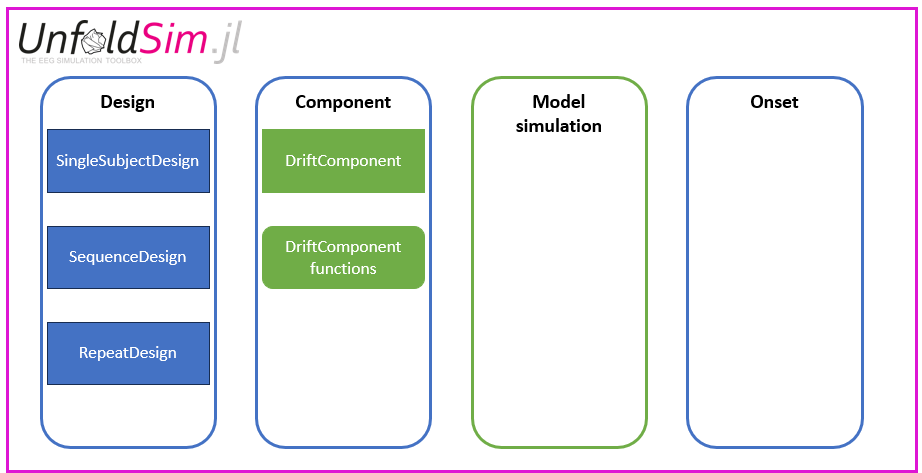 UnfoldSim.jl
THE EEG SIMULATION TOOLBOX
Design
SingleSubjectDesign
SequenceDesign
RepeatDesign
Component
DriftComponent
DriftComponent
functions
Model
simulation
Onset